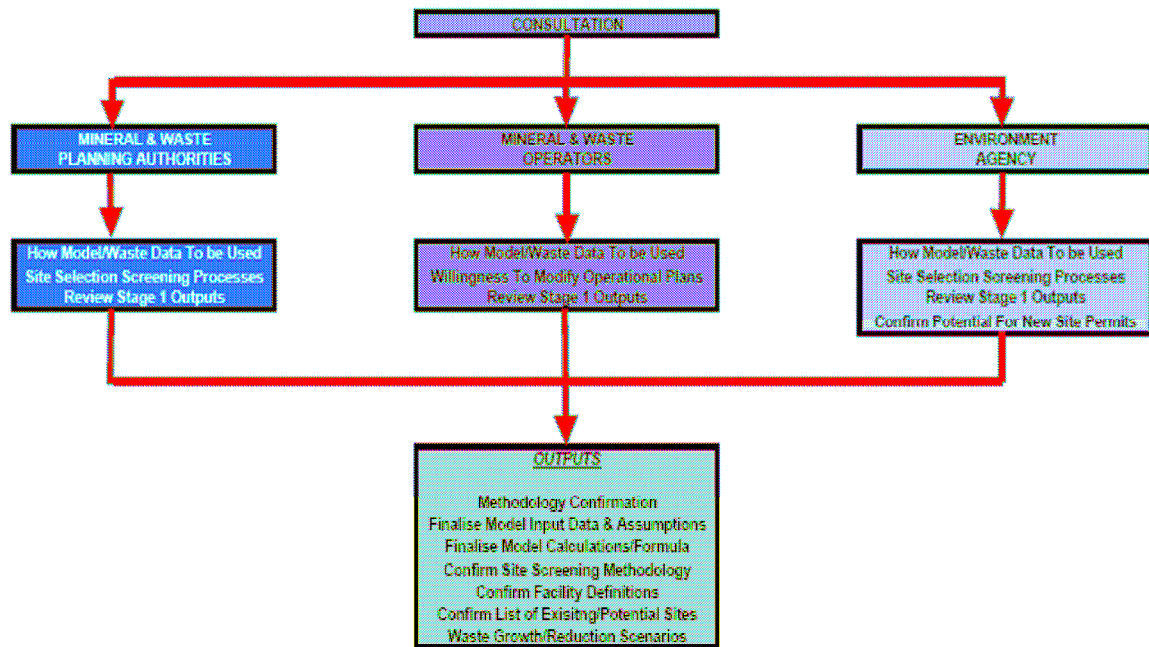 CONSULTATION
MINERAL & WASTE
PLANNING AUTHORITIES
MINERAL & WASTE
OPERATORS
ENVIRONMENT
AGENCY
How Model/Waste Data To be Used
Site Selection Screening Processes
Review Stage 1 Outputs
How Model/Waste Data To be Used
Willingness To Modify Operational Plans
Review Stage 1 Outputs
How Model/Waste Data To be Used
Site Selection Screening Processes
Review Stage 1 Outputs
Confirm Potential For New Site Permits
OUTPUTS
Methodology Confirmation
Finalise Model Input Data & Assumptions
Finalise Model Calculations/Formula
Confirm Site Screening Methodology
Confirm Facility Definitions
Confirm List of Exisitng/Potential Sites
Waste Growth/Reduction Scenarios